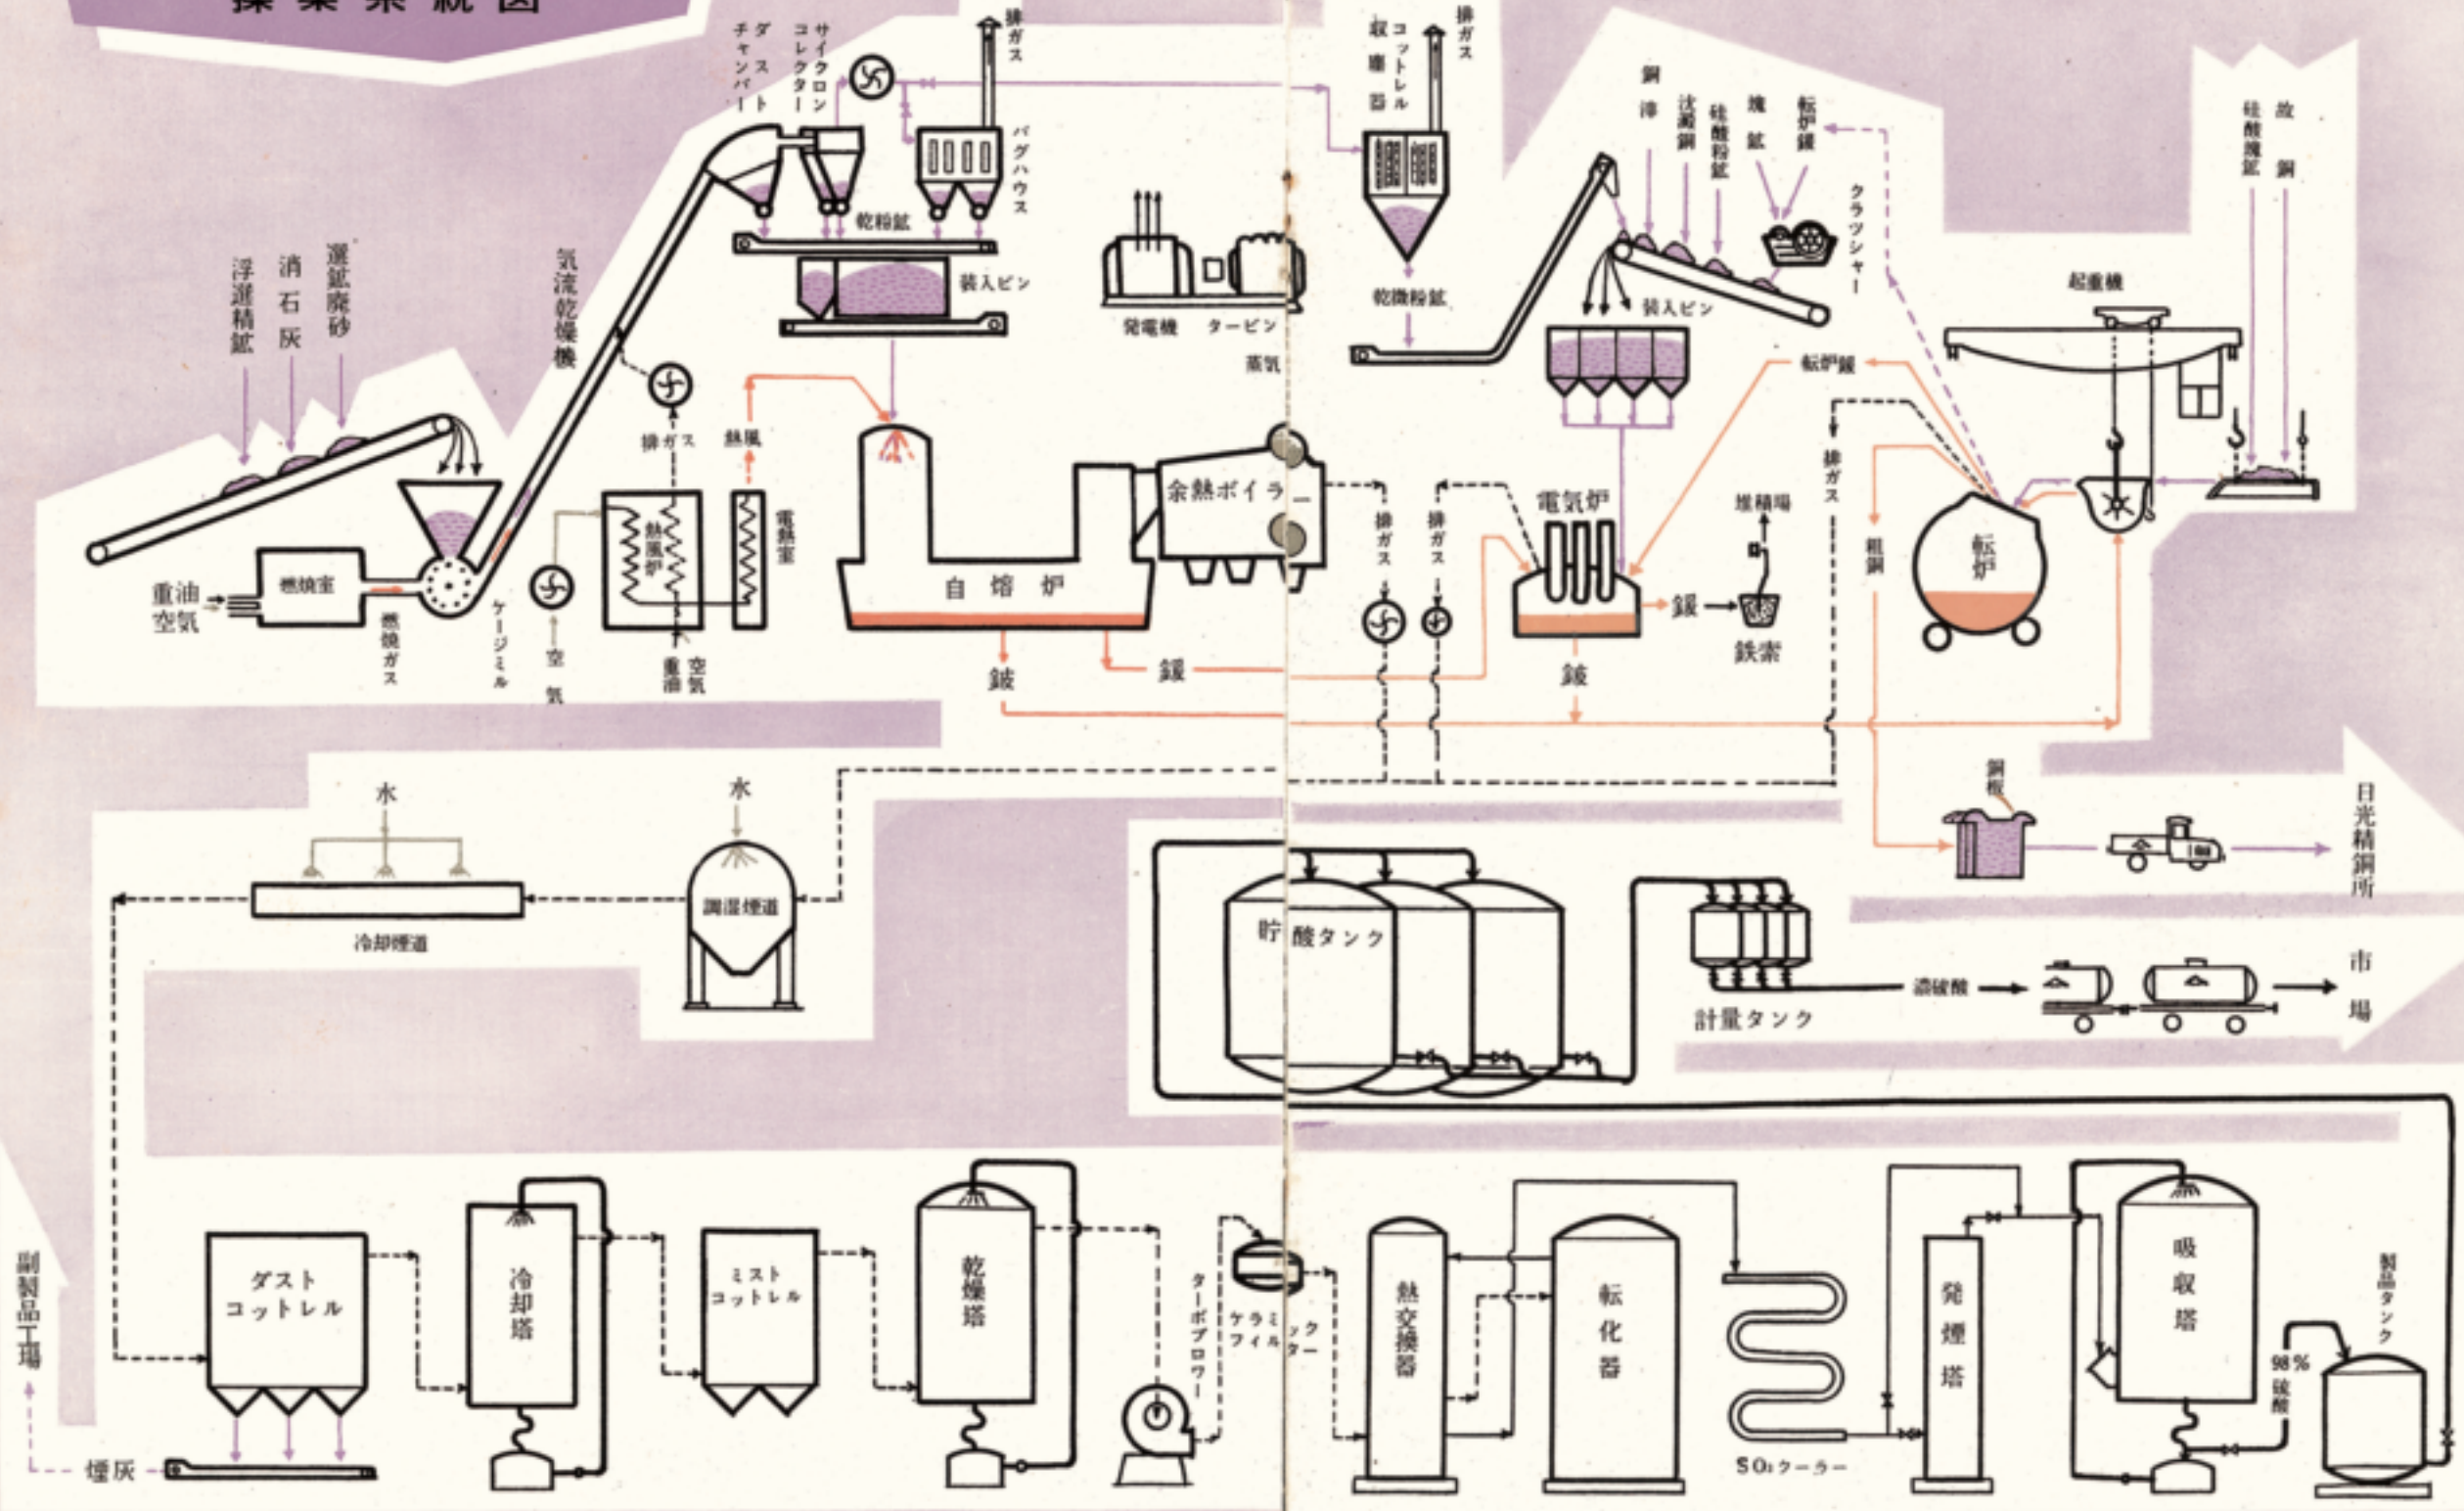 操業系統図
ダストチャンバー
サイクロンコレクター
排ガス
バグハウス
乾粉鉱
装入ビン
気流乾燥機
選鉱廃砂
消石灰
浮選精鉱
重油
空気
燃焼室
燃焼ガス
ケージミル
空気
排ガス
熱風
熱風炉
電熱室
重油
空気
発電機
タービン
蒸気
余熱ボイラー
自熔炉
鈹
鍰
コットレル
収塵器
排ガス
乾微粉鉱
銅滓
沈澱銅
硅酸粉鉱
塊鉱
転炉鍰
クラッシャー
装入ビン
転炉鍰
排ガス
排ガス
排ガス
電気炉
鍰
堆積場
鉄索
鈹
粗銅
転炉
起重機
硅酸塊鉱
故銅
銅板
日光精銅所
水
冷却煙道
水
調湿煙道
貯酸タンク
計量タンク
濃硫酸
市場
副製品工場
煙灰
ダスト
コットレル
冷却塔
ミスト
コットレル
乾燥塔
ターボブロワー
ケラミック
フィルター
熱交換器
転化器
SO₂クーラー
発煙塔
吸収塔
98%
硫酸
製品タンク